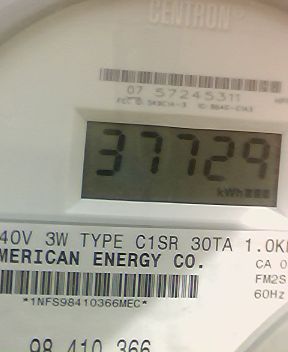 CENTRON
07 57245311
37729
kWh
40V 3W TYPE C1SR 30TA 1.0K
MERICAN ENERGY CO.
CA 0
FM2S
60Hz
*1NFS98410366MEC*
98 410 366